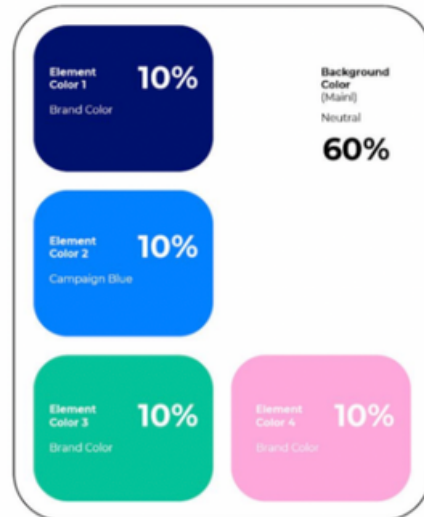 Element
Color 1
10%
Brand Color
Background
Color
(Mainl)
Neutral
60%
Element
Color 2
10%
Campaign Blue
Element
Color 3
10%
Brand Color
Element
Color 4
10%
Brand Color